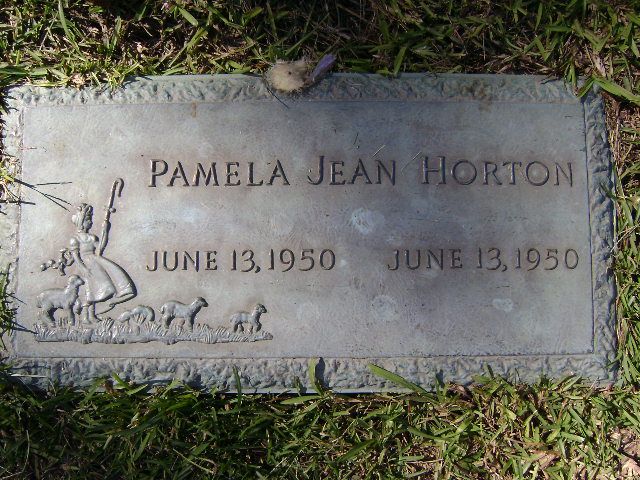 PAMELA JEAN HORTON
JUNE 13, 1950 JUNE 13, 1950